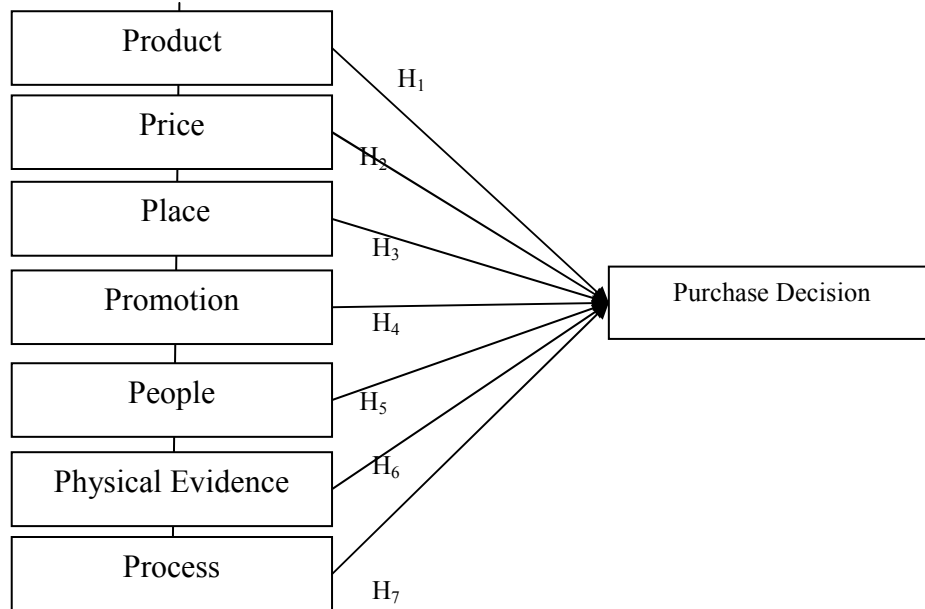 Product
H₁
Price
H₂
Place
H₃
Promotion
Purchase Decision
H₄
People
H₅
Physical Evidence
H₆
Process
H₇